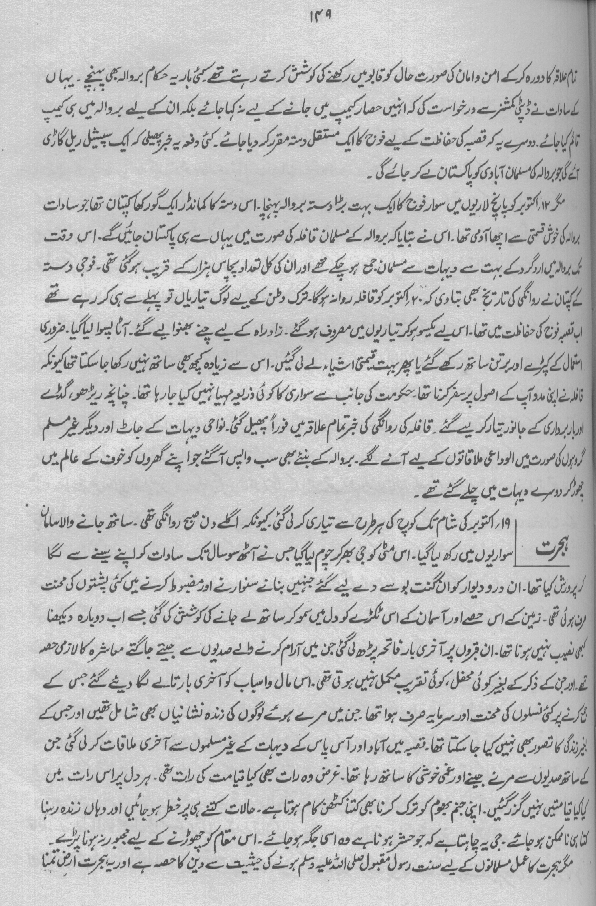 ۱۴۹
تمام علاقہ کا دورہ کر کے امن و امان کی صورت حال کو قابو میں رکھنے کی کوشش کرتے رہتے تھے کئی بار یہ حکام بروالہ بھی پہنچے ۔ یہاں
کے سادات نے ڈپٹی کمشنر سے درخواست کی کہ انہیں حصار کیمپ میں جانے کے لیے نہ کہا جائے بلکہ ان کے لیے بروالہ میں ہی کیمپ
قائم کیا جائے ۔ دوسرے یہ کہ قصبہ کی حفاظت کے لیے فوج کا ایک مستقل دستہ مقرر کر دیا جائے ۔ کئی دفعہ یہ خبر پھیلی کہ ایک سپیشل ریل گاڑی
آئے گی جو بروالہ کی مسلمان آبادی کو پاکستان لے کر جائے گی ۔
مگر ۱۲ اکتوبر کو پانچ لاریوں میں سوار فوج کا ایک بہت بڑا دستہ بروالہ پہنچا ۔ اس دستہ کا کمانڈر ایک گورکھا کپتان تھا جو سادات
بروالہ کی خوش قسمتی سے اچھا آدمی تھا ۔ اس نے بتایا کہ بروالہ کے مسلمان قافلہ کی صورت میں یہاں سے ہی پاکستان جائیں گے ۔ اس وقت
تک بروالہ میں ارد گرد کے بہت سے دیہات سے مسلمان جمع ہو چکے تھے اور ان کی کل تعداد پچاس ہزار کے قریب ہو گئی تھی ۔ فوجی دستہ
کے کپتان نے روانگی کی تاریخ بھی بتا دی کہ ۲۰ اکتوبر کو قافلہ روانہ ہو گا ۔ ترک وطن کے لیے لوگ تیاریاں تو پہلے سے ہی کر رہے تھے
اب قصبہ فوج کی حفاظت میں تھا ۔ اس لیے یکسو ہو کر تیاریوں میں مصروف ہو گئے ۔ زاد راہ کے لیے چنے بھنوا لیے گئے ۔ آٹا پسوا لیا گیا ۔ ضروری
استعمال کے کپڑے اور برتن ساتھ رکھے گئے یا پھر بہت قیمتی اشیاء لے لی گئیں ۔ اس سے زیادہ کچھ بھی ساتھ نہیں رکھا جا سکتا تھا کیونکہ
قافلہ نے اپنی مدد آپ کے اصول پر سفر کرنا تھا ۔ حکومت کی جانب سے سواری کا کوئی ذریعہ مہیا نہیں کیا جا رہا تھا ۔ چنانچہ ریڑھو، گڈے
اور بار برداری کے جانور تیار کر لیے گئے ۔ قافلہ کی روانگی کی خبر تمام علاقہ میں فوراً پھیل گئی ۔ نواحی دیہات کے جاٹ اور دیگر غیر مسلم
گروہوں کی صورت میں الوداعی ملاقاتوں کے لیے آنے لگے ۔ بروالہ کے بنیئے بھی سب واپس آ گئے جو اپنے گھروں کو خوف کے عالم میں
چھوڑ کر دوسرے دیہات میں چلے گئے تھے ۔
ہجرت
۱۹ اکتوبر کی شام تک کوچ کی ہر طرح سے تیاری کر لی گئی کیونکہ اگلے دن صبح روانگی تھی ۔ ساتھ جانے والا سامان
سواریوں میں رکھ لیا گیا ۔ اس مٹی کو جی بھر کر چوم لیا گیا جس نے آٹھ سو سال تک سادات کو اپنے سینے سے لگا
کر پرورش کیا تھا ۔ ان در و دیوار کو ان گنت بوسے دے لیے گئے جنہیں بنانے سنوارنے اور مضبوط کرنے میں کئی پشتوں کی محنت
صرف ہوئی تھی ۔ زمین کے اس حصے اور آسمان کے اس ٹکڑے کو دل میں سمو کر ساتھ لے جانے کی کوشش کی گئی جسے اب دوبارہ دیکھنا
کبھی نصیب نہیں ہونا تھا ۔ ان قبروں پر آخری بار فاتحہ پڑھ لی گئی جن میں آرام کرنے والے صدیوں سے جیتے جاگتے معاشرہ کا لازمی حصہ
تھے اور جن کے ذکر کے بغیر کوئی محفل، کوئی تقریب مکمل نہیں ہوتی تھی ۔ اس مال و اسباب کو آخری بار تالے لگا دیئے گئے جس کے
جمع کرنے پر کئی نسلوں کی محنت اور سرمایہ صرف ہوا تھا ۔ جن میں مرے ہوئے لوگوں کی زندہ نشانیاں بھی شامل تھیں اور جس کے
بغیر زندگی کا تصور بھی نہیں کیا جا سکتا تھا ۔ قصبہ میں آباد اور آس پاس کے دیہات کے غیر مسلموں سے آخری ملاقات کر لی گئی جن
کے ساتھ صدیوں سے مرنے جینے اور غمی خوشی کا ساتھ رہا تھا ۔ غرض وہ رات بھی کیا قیامت کی رات تھی ۔ ہر دل پر اس رات میں
کیا کیا قیامتیں نہیں گزر گئیں ۔ اپنی جنم بھوم کو ترک کرنا بھی کتنا کٹھن کام ہوتا ہے ۔ حالات کتنے ہی پر خطر ہو جائیں اور وہاں زندہ رہنا
کتنا ہی ناممکن ہو جائے ۔ جی یہ چاہتا ہے کہ جو حشر ہونا ہے وہ اسی جگہ ہو جائے ۔ اس مقام کو چھوڑنے کے لیے مجبور نہ ہونا پڑے ۔
مگر ہجرت کا عمل مسلمانوں کے لیے سنت رسول مقبول صلی اللہ علیہ وسلم ہونے کی حیثیت سے دین کا حصہ ہے اور یہ ہجرت ارض تمنا